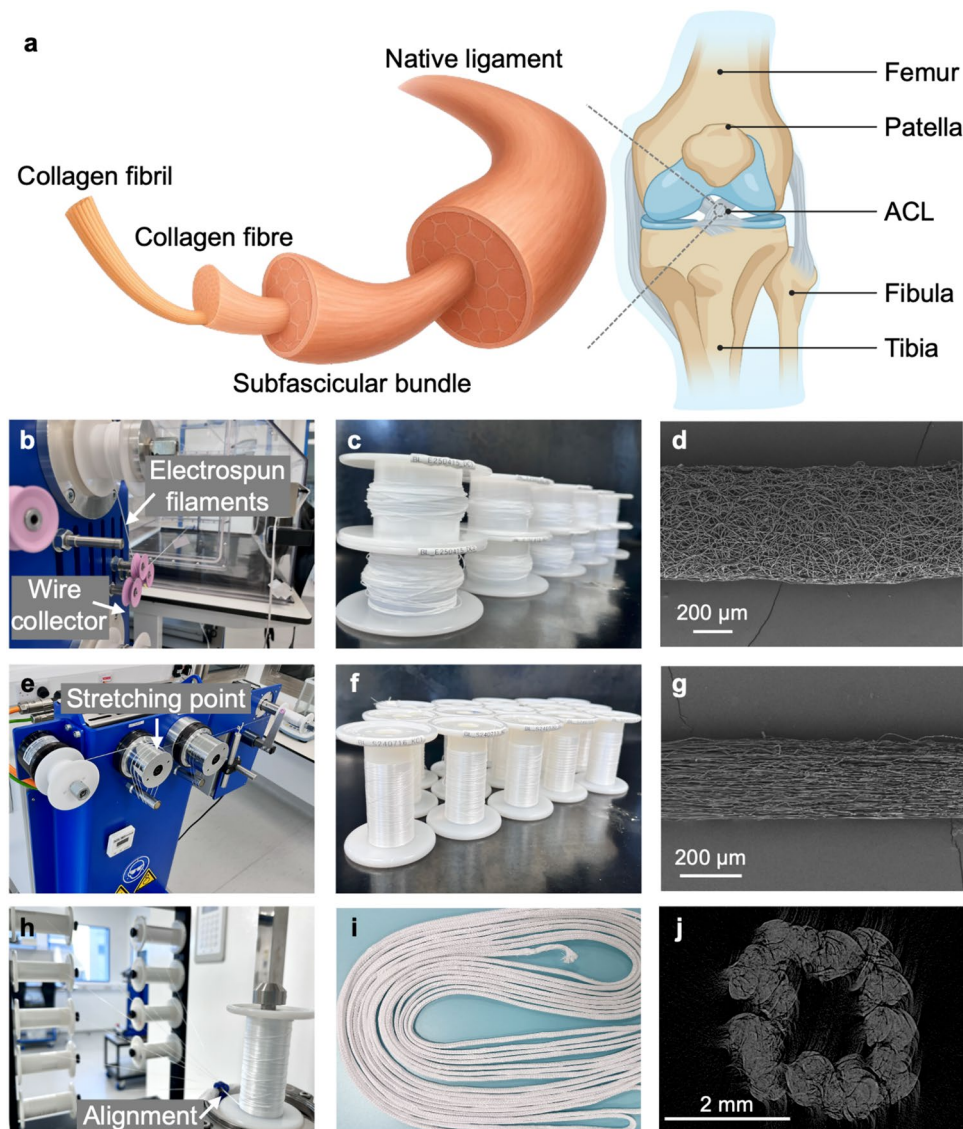 a
Native ligament
Femur
Patella
Collagen fibril
ACL
Collagen fibre
Fibula
Tibia
Subfascicular bundle
b
Electrospun
filaments
Wire
collector
c
d
200 µm
e
Stretching point
f
g
200 µm
h
Alignment
i
j
2 mm